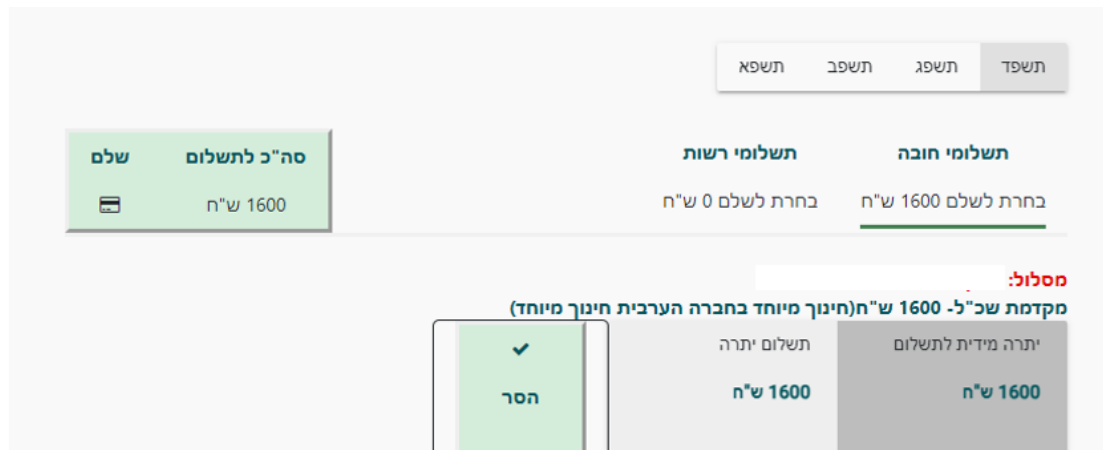 תשפד תשפג תשפב תשפא
תשלומי חובה תשלומי רשות סה"כ לתשלום שלם
בחרת לשלם 1600 ש"ח בחרת לשלם 0 ש"ח 1600 ש"ח
מסלול:
מקדמת שכ"ל- 1600 ש"ח(חינוך מיוחד בחברה הערבית חינוך מיוחד)
יתרה מידית לתשלום תשלום יתרה
1600 ש"ח 1600 ש"ח הסר